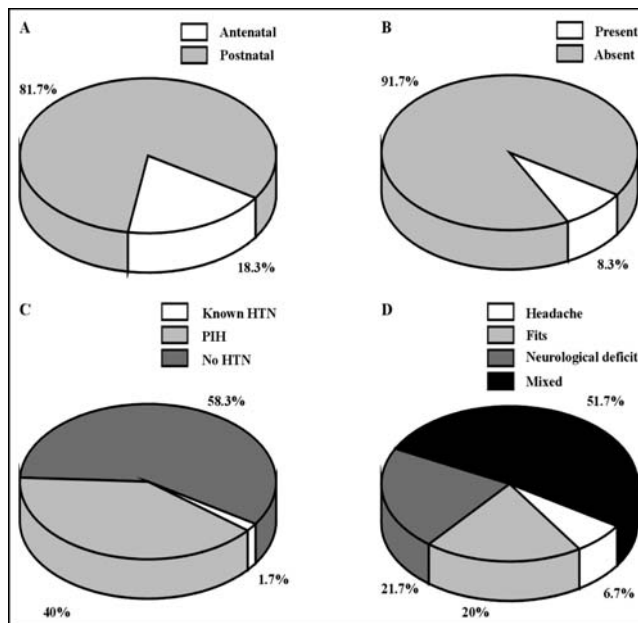 A
Antenatal
Postnatal
81.7%
18.3%
B
Present
Absent
91.7%
8.3%
C
Known HTN
PIH
No HTN
58.3%
1.7%
40%
D
Headache
Fits
Neurological deficit
Mixed
51.7%
21.7%
20%
6.7%